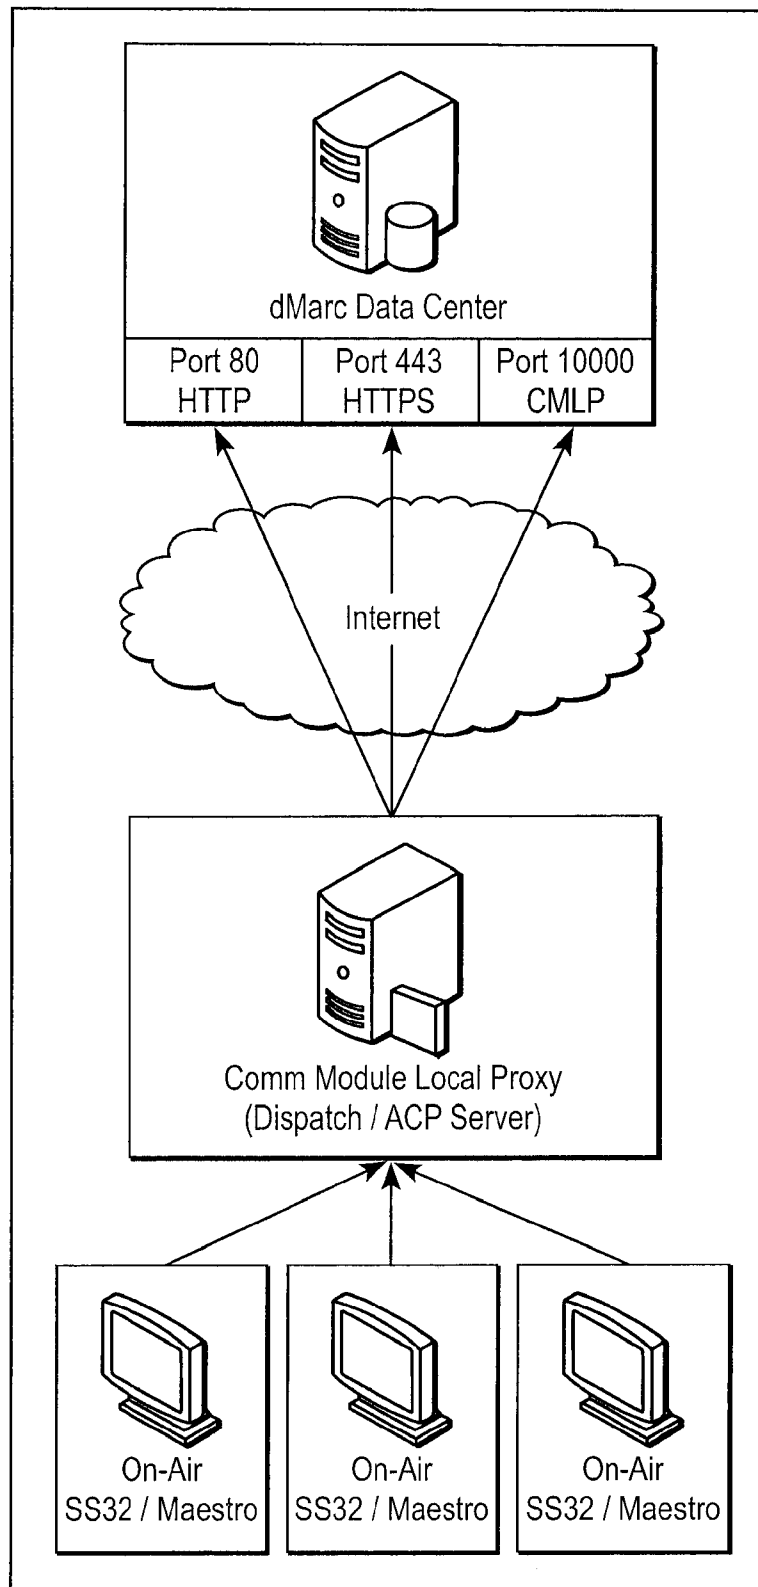 dMarc Data Center
Port 80
HTTP
Port 443
HTTPS
Port 10000
CMLP
Internet
Comm Module Local Proxy
(Dispatch / ACP Server)
On-Air
SS32 / Maestro
On-Air
SS32 / Maestro
On-Air
SS32 / Maestro